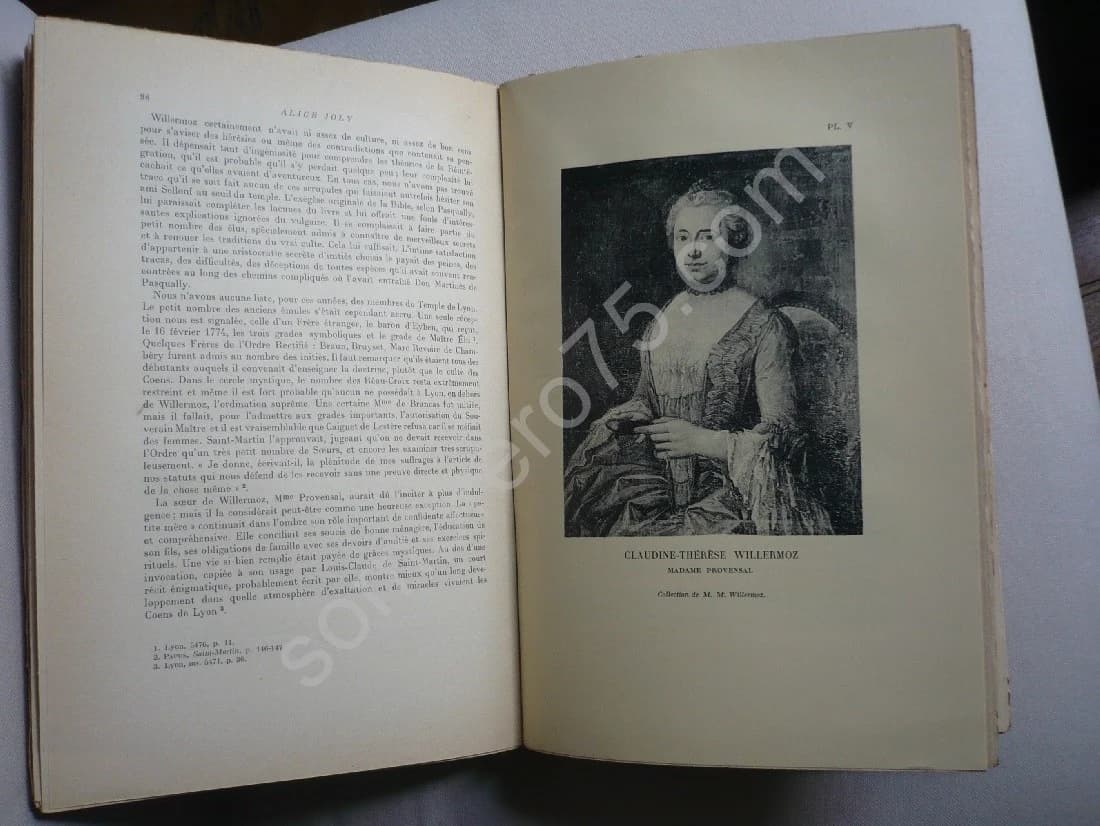 98
ALICE JOLY
Willermoz certainement n'avait ni assez de culture, ni assez de bon sens
pour s'aviser des hérésies ou même des contradictions que contenait sa pen-
sée. Il dépensait tant d'ingéniosité pour comprendre les thèmes de la Réinté-
gration, qu'il est probable qu'il s'y perdait quelque peu; leur complexité lui
cachait ce qu'elles avaient d'aventureux. En tous cas, nous n'avons pas trouvé
trace qu'il se soit fait aucun de ces scrupules qui faisaient autrefois hésiter son
ami Sellonf au seuil du temple. L'exégèse originale de la Bible, selon Pasqually,
lui paraissait compléter les lacunes du livre et lui offrait une foule d'intéres-
santes explications ignorées du vulgaire. Il se complaisait à faire partie du
petit nombre des élus, spécialement admis à connaître de merveilleux secrets
et à renouer les traditions du vrai culte. Cela lui suffisait. L'intime satisfaction
d'appartenir à une aristocratie secrète d'initiés choisis le payait des peines, des
tracas, des difficultés, des déceptions de toutes espèces qu'il avait souvent ren-
contrées au long des chemins compliqués où l'avait entraîné Don Martinès de
Pasqually.
Nous n'avons aucune liste, pour ces années, des membres du Temple de Lyon.
Le petit nombre des anciens émules s'était cependant accru. Une seule récep-
tion nous est signalée, celle d'un Frère étranger, le baron d'Eyben, qui reçut,
le 16 février 1774, les trois grades symboliques et le grade de Maître Élu 1.
Quelques Frères de l'Ordre Rectifié : Braun, Bruyset, Marc Revoire de Cham-
béry furent admis au nombre des initiés. Il faut remarquer qu'ils étaient tous des
débutants auxquels il convenait d'enseigner la doctrine, plutôt que le culte des
Coens. Dans le cercle mystique, le nombre des Réau-Croix resta extrêmement
restreint et même il est fort probable qu'aucun ne possédait à Lyon, en dehors
de Willermoz, l'ordination suprême. Une certaine Mme de Brancas fut initiée,
mais il fallait, pour l'admettre aux grades importants, l'autorisation du Sou-
verain Maître et il est vraisemblable que Caignet de Lestère refusa car il se méfiait
des femmes. Saint-Martin l'approuvait, jugeant qu'on ne devait recevoir dans
l'Ordre qu'un très petit nombre de Sœurs, et encore les examiner très scrupu-
leusement. « Je donne, écrivait-il, la plénitude de mes suffrages à l'article de
nos statuts qui nous défend de les recevoir sans une preuve directe et physique
de la chose même » 2.
La sœur de Willermoz, Mme Provensal, aurait dû l'inciter à plus d'indul-
gence; mais il la considérait peut-être comme une heureuse exception. La « pe-
tite mère » continuait dans l'ombre son rôle important de confidente affectueuse
et compréhensive. Elle conciliait ses soucis de bonne ménagère, l'éducation de
son fils, ses obligations de famille avec ses devoirs d'amitié et ses exercices spi-
rituels. Une vie si bien remplie était payée de grâces mystiques. Au dos d'une
invocation, copiée à son usage par Louis-Claude de Saint-Martin, un court
récit énigmatique, probablement écrit par elle, montre mieux qu'un long déve-
loppement dans quelle atmosphère d'exaltation et de miracles vivaient les
Coens de Lyon 3.
1. Lyon, 5476, p. 11.
2. PAPUS, Saint-Martin, p. 146-147
3. Lyon, ms. 5471, p. 26.
PL. V
CLAUDINE-THÉRÈSE WILLERMOZ
MADAME PROVENSAL
Collection de M. M. Willermoz.